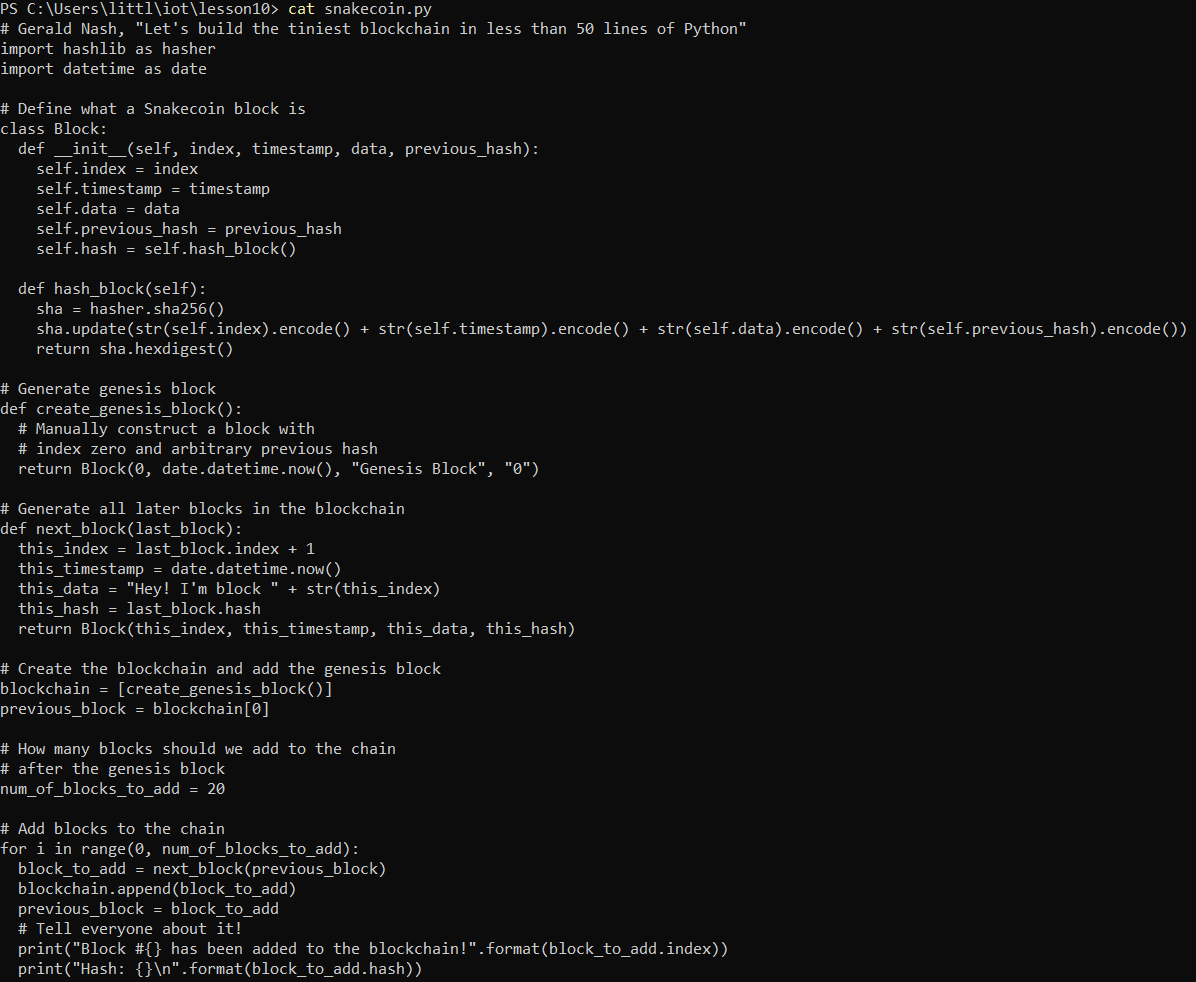 PS C:\Users\littl\iot\lesson10> cat snakecoin.py
# Gerald Nash, "Let's build the tiniest blockchain in less than 50 lines of Python"
import hashlib as hasher
import datetime as date

# Define what a Snakecoin block is
class Block:
  def __init__(self, index, timestamp, data, previous_hash):
    self.index = index
    self.timestamp = timestamp
    self.data = data
    self.previous_hash = previous_hash
    self.hash = self.hash_block()

  def hash_block(self):
    sha = hasher.sha256()
    sha.update(str(self.index).encode() + str(self.timestamp).encode() + str(self.data).encode() + str(self.previous_hash).encode())
    return sha.hexdigest()

# Generate genesis block
def create_genesis_block():
  # Manually construct a block with
  # index zero and arbitrary previous hash
  return Block(0, date.datetime.now(), "Genesis Block", "0")

# Generate all later blocks in the blockchain
def next_block(last_block):
  this_index = last_block.index + 1
  this_timestamp = date.datetime.now()
  this_data = "Hey! I'm block " + str(this_index)
  this_hash = last_block.hash
  return Block(this_index, this_timestamp, this_data, this_hash)

# Create the blockchain and add the genesis block
blockchain = [create_genesis_block()]
previous_block = blockchain[0]

# How many blocks should we add to the chain
# after the genesis block
num_of_blocks_to_add = 20

# Add blocks to the chain
for i in range(0, num_of_blocks_to_add):
  block_to_add = next_block(previous_block)
  blockchain.append(block_to_add)
  previous_block = block_to_add
  # Tell everyone about it!
  print("Block #{} has been added to the blockchain!".format(block_to_add.index))
  print("Hash: {}\n".format(block_to_add.hash))